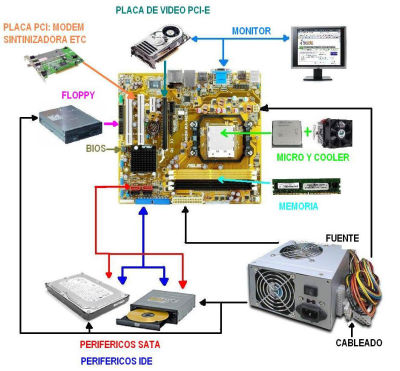 PLACA DE VIDEO PCI-E
PLACA PCI: MODEM
SINTINIZADORA ETC
MONITOR
FLOPPY
BIOS
MICRO Y COOLER
MEMORIA
FUENTE
CABLEADO
PERIFERICOS SATA
PERIFERICOS IDE